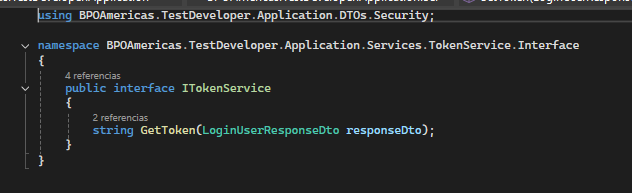 using BPOAmericas.TestDeveloper.Application.DTOs.Security;
namespace BPOAmericas.TestDeveloper.Application.Services.TokenService.Interface
{
4 referencias
public interface ITokenService
{
2 referencias
string GetToken(LoginUserResponseDto responseDto);
}
}